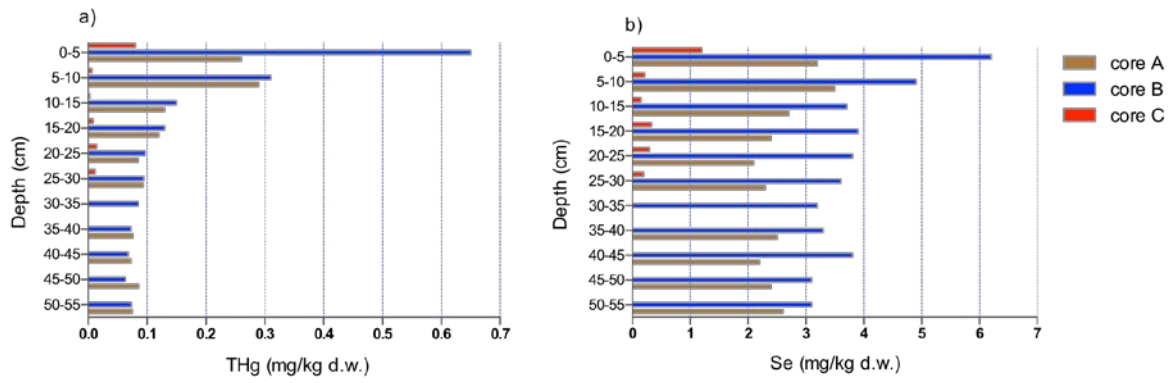 a)
0-5
5-10
10-15
15-20
20-25
25-30
30-35
35-40
40-45
45-50
50-55
Depth (cm)
0.0 0.1 0.2 0.3 0.4 0.5 0.6 0.7
THg (mg/kg d.w.)
b)
0-5
5-10
10-15
15-20
20-25
25-30
30-35
35-40
40-45
45-50
50-55
Depth (cm)
0 1 2 3 4 5 6 7
Se (mg/kg d.w.)
core A
core B
core C